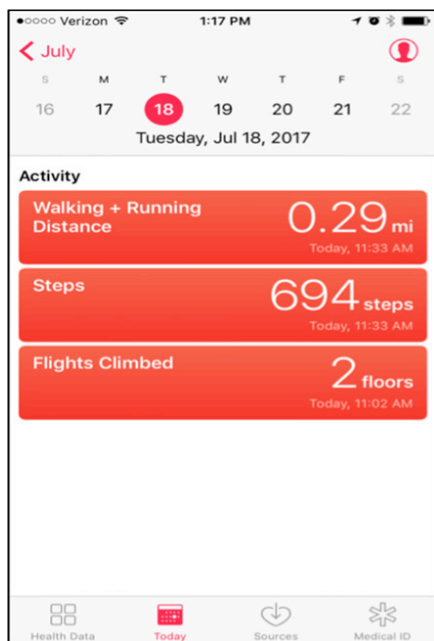 Verizon 1:17 PM
July
S M T W T F S
16 17 18 19 20 21 22
Tuesday, Jul 18, 2017
Activity
Walking + Running
Distance
0.29 mi
Today, 11:33 AM
Steps
694 steps
Today, 11:33 AM
Flights Climbed
2 floors
Today, 11:02 AM
Health Data Today Sources Medical ID